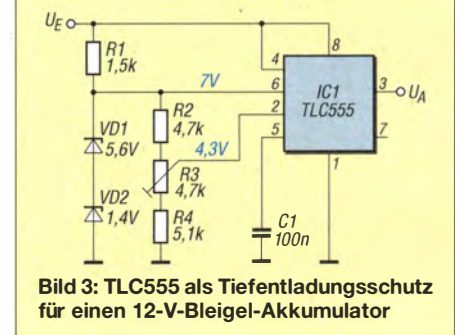 U_E
R1
1,5k
8
4
7V
6
IC1
TLC555
3
U_A
R2
4,7k
2
7
VD1
5,6V
4,3V
5
R3
4,7k
1
VD2
1,4V
R4
5,1k
C1
100n
Bild 3: TLC555 als Tiefentladungsschutz
für einen 12-V-Bleigel-Akkumulator